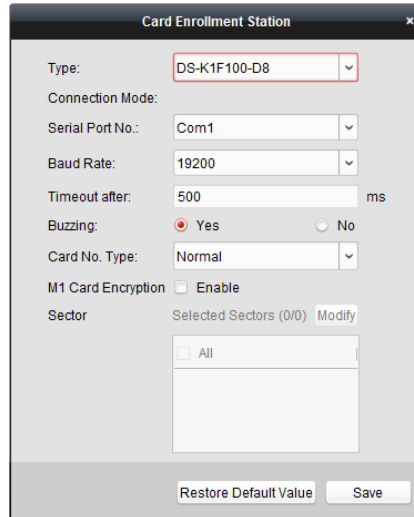 Card Enrollment Station ×
Type: DS-K1F100-D8
Connection Mode:
Serial Port No.: Com1
Baud Rate: 19200
Timeout after: 500 ms
Buzzing: Yes No
Card No. Type: Normal
M1 Card Encryption Enable
Sector Selected Sectors (0/0) Modify
All
Restore Default Value Save